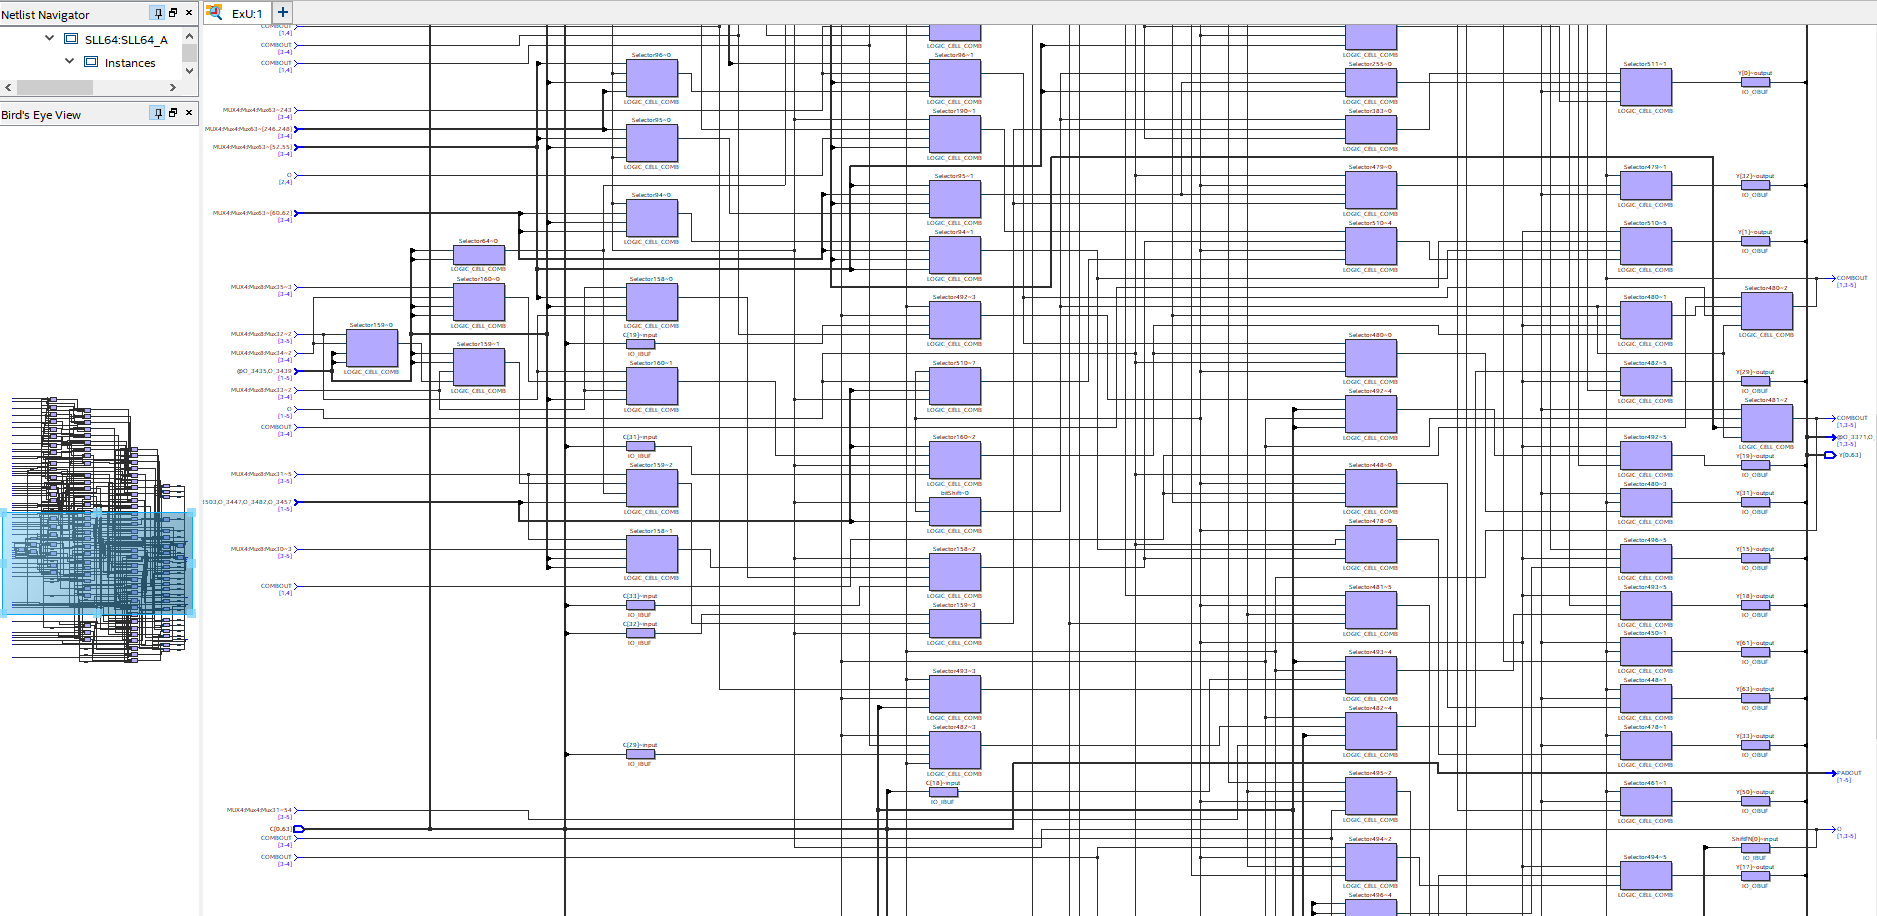 Netlist Navigator
SLL64:SLL64_A
Instances
Bird's Eye View
ExU:1
COMBOUT
[1,4]
COMBOUT
[3-4]
COMBOUT
[1,4]
MUX4:Mux4:Mux63~243
[3-4]
MUX4:Mux4:Mux63~[246,248]
[3-4]
MUX4:Mux4:Mux63~[52,55]
[3-4]
O
[2,4]
MUX4:Mux4:Mux63~[60,62]
[3-4]
MUX4:Mux8:Mux35~3
[3-4]
MUX4:Mux8:Mux32~2
[3-5]
MUX4:Mux8:Mux34~2
[3-4]
@O_3435,O_3439
[1-5]
MUX4:Mux8:Mux33~2
[3-4]
O
[1-5]
COMBOUT
[3-4]
MUX4:Mux8:Mux31~5
[3-5]
3503,O_3447,O_3482,O_3457
[1-5]
MUX4:Mux8:Mux30~3
[3-5]
COMBOUT
[1,4]
MUX4:Mux4:Mux31~54
[3-5]
C[0..63]
COMBOUT
[3-4]
COMBOUT
[3-4]
Selector159~0
LOGIC_CELL_COMB
Selector64~0
LOGIC_CELL_COMB
Selector160~0
LOGIC_CELL_COMB
Selector159~1
LOGIC_CELL_COMB
Selector96~0
LOGIC_CELL_COMB
Selector95~0
LOGIC_CELL_COMB
Selector94~0
LOGIC_CELL_COMB
Selector158~0
LOGIC_CELL_COMB
C[19]~input
IO_IBUF
Selector160~1
LOGIC_CELL_COMB
C[31]~input
IO_IBUF
Selector159~2
LOGIC_CELL_COMB
Selector158~1
LOGIC_CELL_COMB
C[33]~input
IO_IBUF
C[32]~input
IO_IBUF
C[29]~input
IO_IBUF
LOGIC_CELL_COMB
Selector96~1
LOGIC_CELL_COMB
Selector190~1
LOGIC_CELL_COMB
Selector95~1
LOGIC_CELL_COMB
Selector94~1
LOGIC_CELL_COMB
Selector492~3
LOGIC_CELL_COMB
Selector510~7
LOGIC_CELL_COMB
Selector160~2
LOGIC_CELL_COMB
bitShift~0
LOGIC_CELL_COMB
Selector158~2
LOGIC_CELL_COMB
Selector159~3
LOGIC_CELL_COMB
Selector493~3
LOGIC_CELL_COMB
Selector482~3
LOGIC_CELL_COMB
C[18]~input
IO_IBUF
LOGIC_CELL_COMB
Selector255~0
LOGIC_CELL_COMB
Selector383~0
LOGIC_CELL_COMB
Selector479~0
LOGIC_CELL_COMB
Selector510~4
LOGIC_CELL_COMB
Selector480~0
LOGIC_CELL_COMB
Selector492~4
LOGIC_CELL_COMB
Selector448~0
LOGIC_CELL_COMB
Selector478~0
LOGIC_CELL_COMB
Selector481~5
LOGIC_CELL_COMB
Selector493~4
LOGIC_CELL_COMB
Selector482~4
LOGIC_CELL_COMB
Selector495~2
LOGIC_CELL_COMB
Selector494~2
LOGIC_CELL_COMB
Selector496~4
Selector511~1
LOGIC_CELL_COMB
Selector479~1
LOGIC_CELL_COMB
Selector510~5
LOGIC_CELL_COMB
Selector480~1
LOGIC_CELL_COMB
Selector482~5
LOGIC_CELL_COMB
Selector492~5
LOGIC_CELL_COMB
Selector480~3
LOGIC_CELL_COMB
Selector496~5
LOGIC_CELL_COMB
Selector493~5
LOGIC_CELL_COMB
Selector450~1
LOGIC_CELL_COMB
Selector448~1
LOGIC_CELL_COMB
Selector478~1
LOGIC_CELL_COMB
Selector461~1
LOGIC_CELL_COMB
Selector494~5
LOGIC_CELL_COMB
Y[0]~output
IO_OBUF
Y[32]~output
IO_OBUF
Y[1]~output
IO_OBUF
Selector480~2
LOGIC_CELL_COMB
Y[29]~output
IO_OBUF
Selector481~2
LOGIC_CELL_COMB
Y[19]~output
IO_OBUF
Y[31]~output
IO_OBUF
Y[15]~output
IO_OBUF
Y[18]~output
IO_OBUF
Y[61]~output
IO_OBUF
Y[63]~output
IO_OBUF
Y[33]~output
IO_OBUF
Y[50]~output
IO_OBUF
ShiftFN[0]~input
IO_IBUF
Y[17]~output
IO_OBUF
COMBOUT
[1,3-5]
COMBOUT
[1,3-5]
@O_3371,O_
[1,3-5]
Y[0..63]
PADOUT
[1-5]
O
[1,3-5]